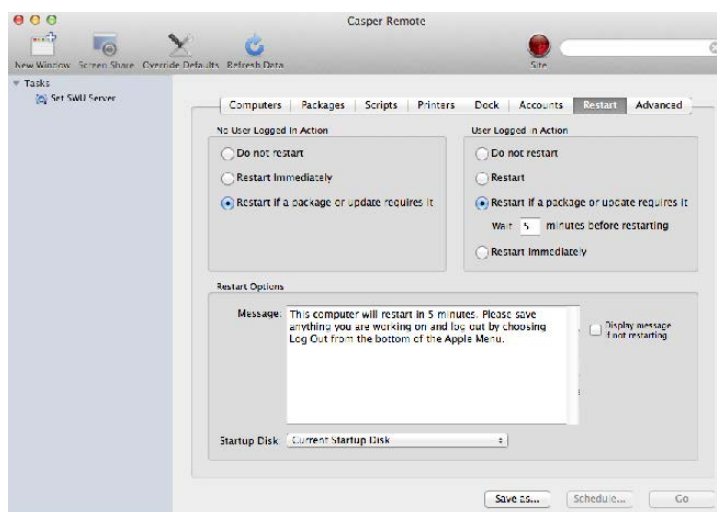 Casper Remote
New Window Screen Share Override Defaults Refresh Data Site
Tasks
Set SWU Server
Computers Packages Scripts Printers Dock Accounts Restart Advanced
No User Logged In Action
Do not restart
Restart Immediately
Restart if a package or update requires it
User Logged In Action
Do not restart
Restart
Restart if a package or update requires it
Wait 5 minutes before restarting
Restart Immediately
Restart Options
Message:
This computer will restart in 5 minutes. Please save
anything you are working on and log out by choosing
Log Out from the bottom of the Apple Menu.
Display message
if not restarting
Startup Disk: Current Startup Disk
Save as... Schedule... Go